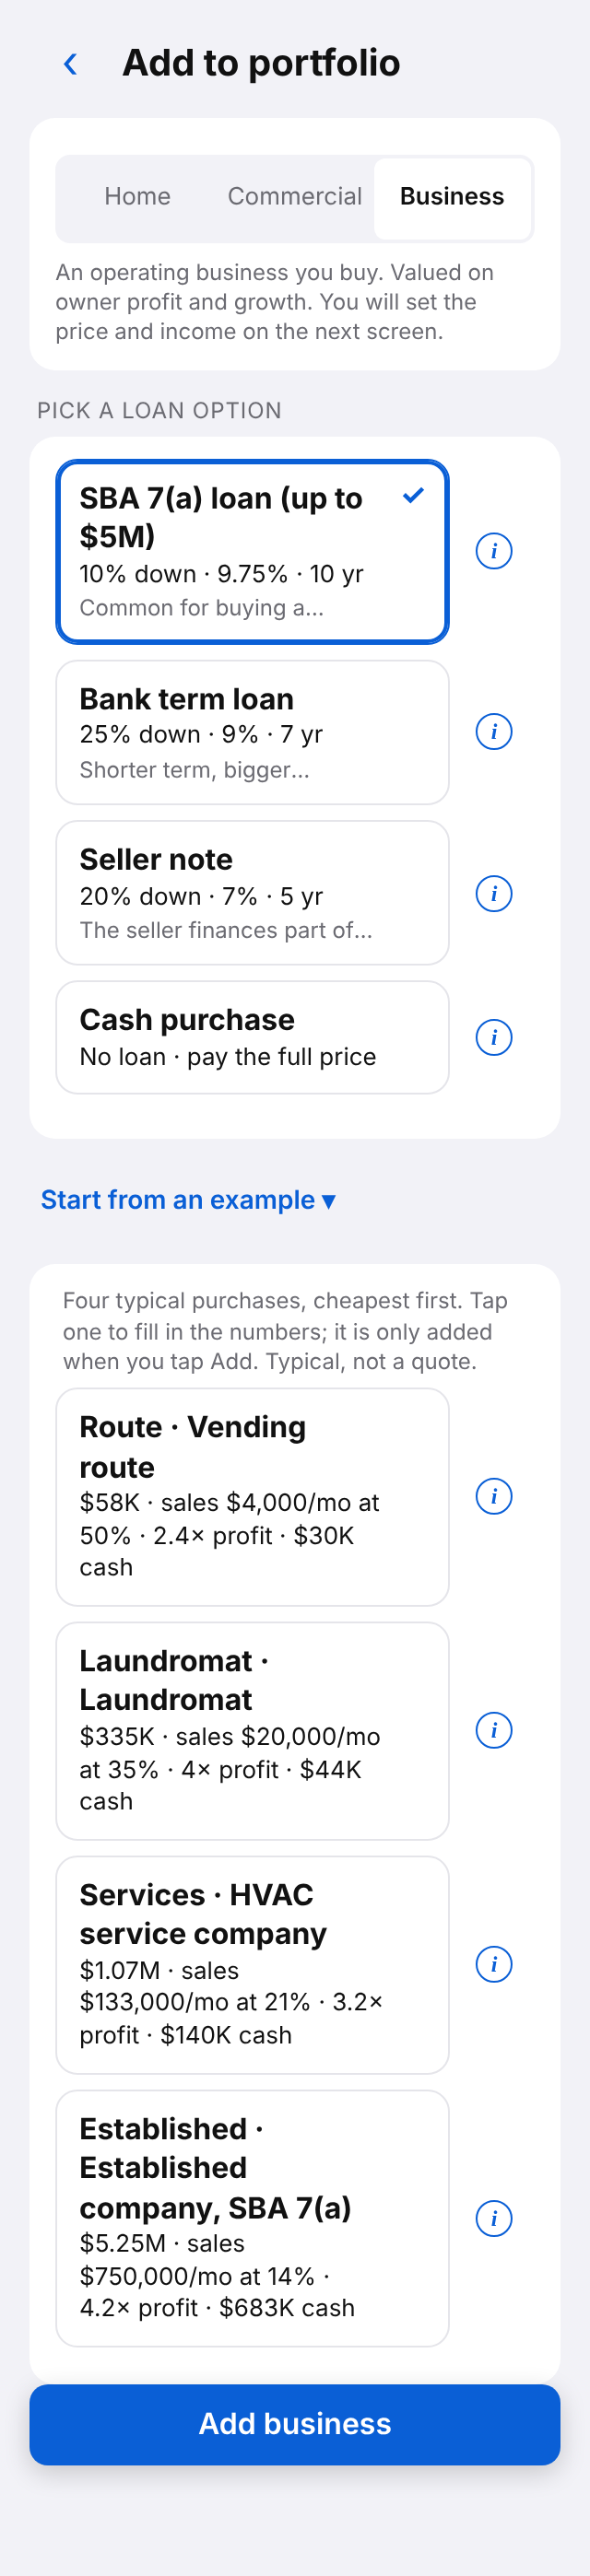 ‹ Add to portfolio
Home Commercial Business
An operating business you buy. Valued on
owner profit and growth. You will set the
price and income on the next screen.
PICK A LOAN OPTION
SBA 7(a) loan (up to ✓
$5M)
10% down · 9.75% · 10 yr
Common for buying a...
i
Bank term loan
25% down · 9% · 7 yr
Shorter term, bigger...
i
Seller note
20% down · 7% · 5 yr
The seller finances part of...
i
Cash purchase
No loan · pay the full price
i
Start from an example ▾
Four typical purchases, cheapest first. Tap
one to fill in the numbers; it is only added
when you tap Add. Typical, not a quote.
Route · Vending
route
$58K · sales $4,000/mo at
50% · 2.4× profit · $30K
cash
i
Laundromat ·
Laundromat
$335K · sales $20,000/mo
at 35% · 4× profit · $44K
cash
i
Services · HVAC
service company
$1.07M · sales
$133,000/mo at 21% · 3.2×
profit · $140K cash
i
Established ·
Established
company, SBA 7(a)
$5.25M · sales
$750,000/mo at 14% ·
4.2× profit · $683K cash
i
Add business